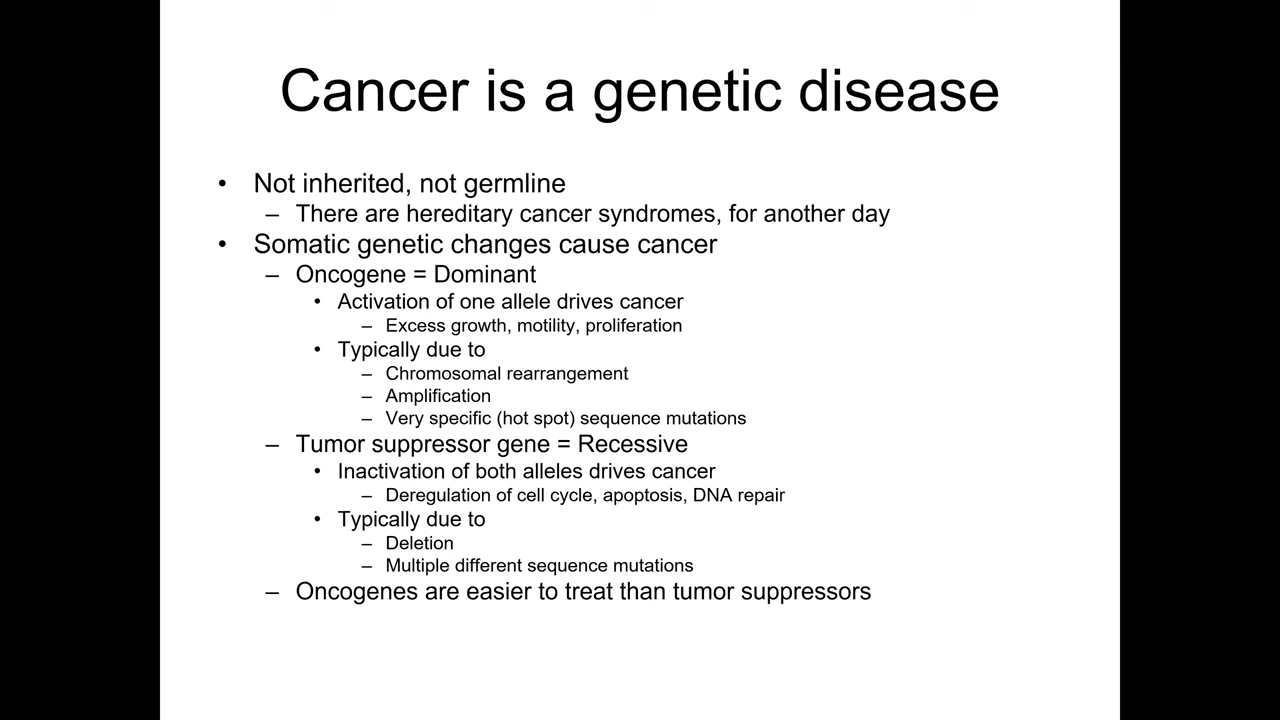 Cancer is a genetic disease
• Not inherited, not germline
– There are hereditary cancer syndromes, for another day
• Somatic genetic changes cause cancer
– Oncogene = Dominant
• Activation of one allele drives cancer
– Excess growth, motility, proliferation
• Typically due to
– Chromosomal rearrangement
– Amplification
– Very specific (hot spot) sequence mutations
– Tumor suppressor gene = Recessive
• Inactivation of both alleles drives cancer
– Deregulation of cell cycle, apoptosis, DNA repair
• Typically due to
– Deletion
– Multiple different sequence mutations
– Oncogenes are easier to treat than tumor suppressors